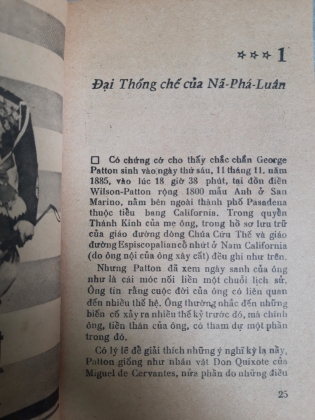 *** 1
Đại Thống chế của Nã-Phá-Luân
□ Có chứng cớ cho thấy chắc chắn George
Patton sinh vào ngày thứ sáu, 11 tháng 11. năm
1885, vào lúc 18 giờ 38 phút, tại đồn điền
Wilson-Patton rộng 1800 mẫu Anh ở San
Marino, nằm bên ngoài thành phố Pasadena
thuộc tiểu bang California. Trong quyển
Thánh Kinh của mẹ ông, trong hồ sơ lưu trữ
của giáo đường dòng Chúa Cứu Thế và giáo
đường Espiscopalian cổ nhứt ở Nam California
(do ông nội của ông xây cất) đều ghi như trên.
Nhưng Patton đã xem ngày sanh của ông
như là cái móc nối liền một chuỗi lịch sử.
Ông tin rằng cuộc đời của ông có liên quan
đến nhiều thế hệ. Ông thường nhắc đến những
biến cố xẩy ra nhiều thế kỷ trước đó, mà chính
ông, tiền thân của ông, có tham dự một phần
trong đó.
Có lý lẽ để giải thích những ý nghĩ kỳ lạ nầy,
Patton giống như nhân vật Don Quixote của
Miguel de Cervantes, nửa phần do những điều
25